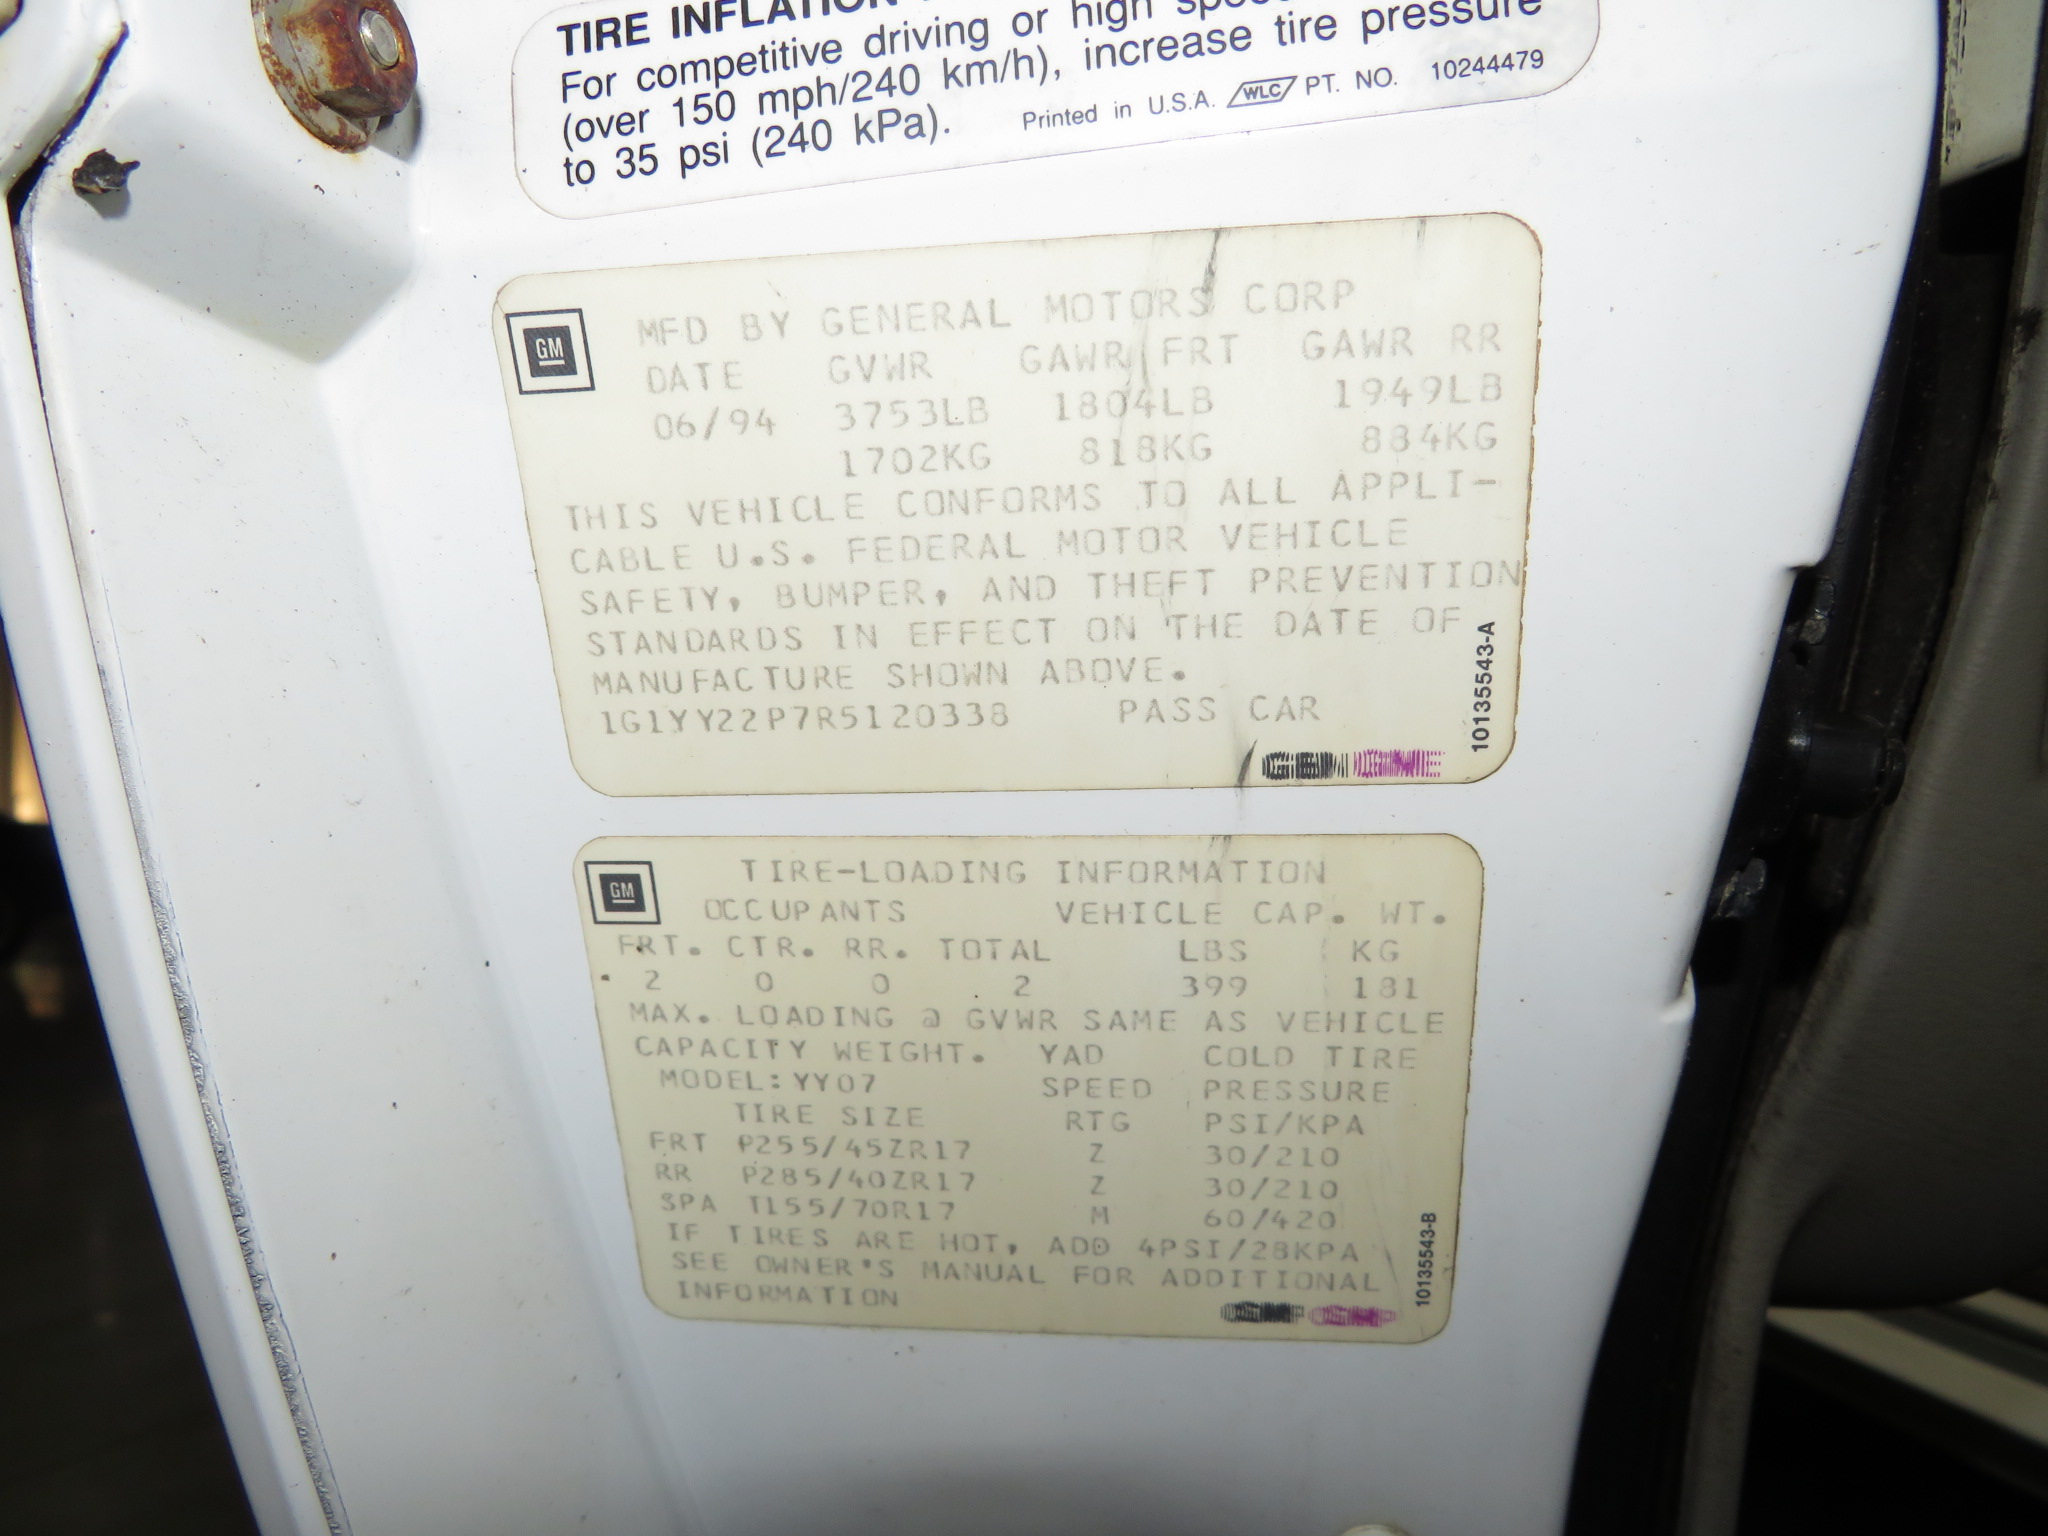 TIRE INFLATION
For competitive driving or high
(over 150 mph/240 km/h), increase tire pressure
to 35 psi (240 kPa).
Printed in U.S.A. WLC PT. NO. 10244479
GM
MFD BY GENERAL MOTORS CORP
DATE GVWR GAWR FRT GAWR RR
06/94 3753LB 1804LB 1949LB
1702KG 818KG 884KG
THIS VEHICLE CONFORMS TO ALL APPLI-
CABLE U.S. FEDERAL MOTOR VEHICLE
SAFETY, BUMPER, AND THEFT PREVENTION
STANDARDS IN EFFECT ON THE DATE OF
MANUFACTURE SHOWN ABOVE.
1G1YY22P7R5120338 PASS CAR
10135543-A
GM
TIRE-LOADING INFORMATION
OCCUPANTS VEHICLE CAP. WT.
FRT. CTR. RR. TOTAL LBS KG
2 0 0 2 399 181
MAX. LOADING @ GVWR SAME AS VEHICLE
CAPACITY WEIGHT. YAD COLD TIRE
MODEL:YY07 SPEED PRESSURE
TIRE SIZE RTG PSI/KPA
FRT P255/45ZR17 Z 30/210
RR P285/40ZR17 Z 30/210
SPA T155/70R17 M 60/420
IF TIRES ARE HOT, ADD 4PSI/28KPA
SEE OWNER'S MANUAL FOR ADDITIONAL
INFORMATION
10135543-B